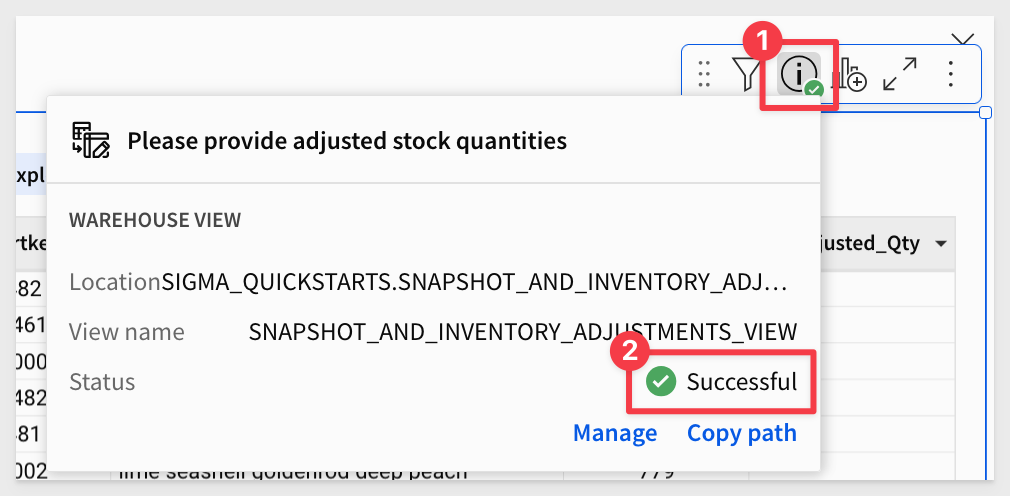 1
Please provide adjusted stock quantities
xpl
WAREHOUSE VIEW
rtke
justed_Qty
Location SIGMA_QUICKSTARTS.SNAPSHOT_AND_INVENTORY_ADJ...
482
461
View name SNAPSHOT_AND_INVENTORY_ADJUSTMENTS_VIEW
2
000
Status Successful
482
481
Manage Copy path
002 lime seashell goldenrod deep peach 779